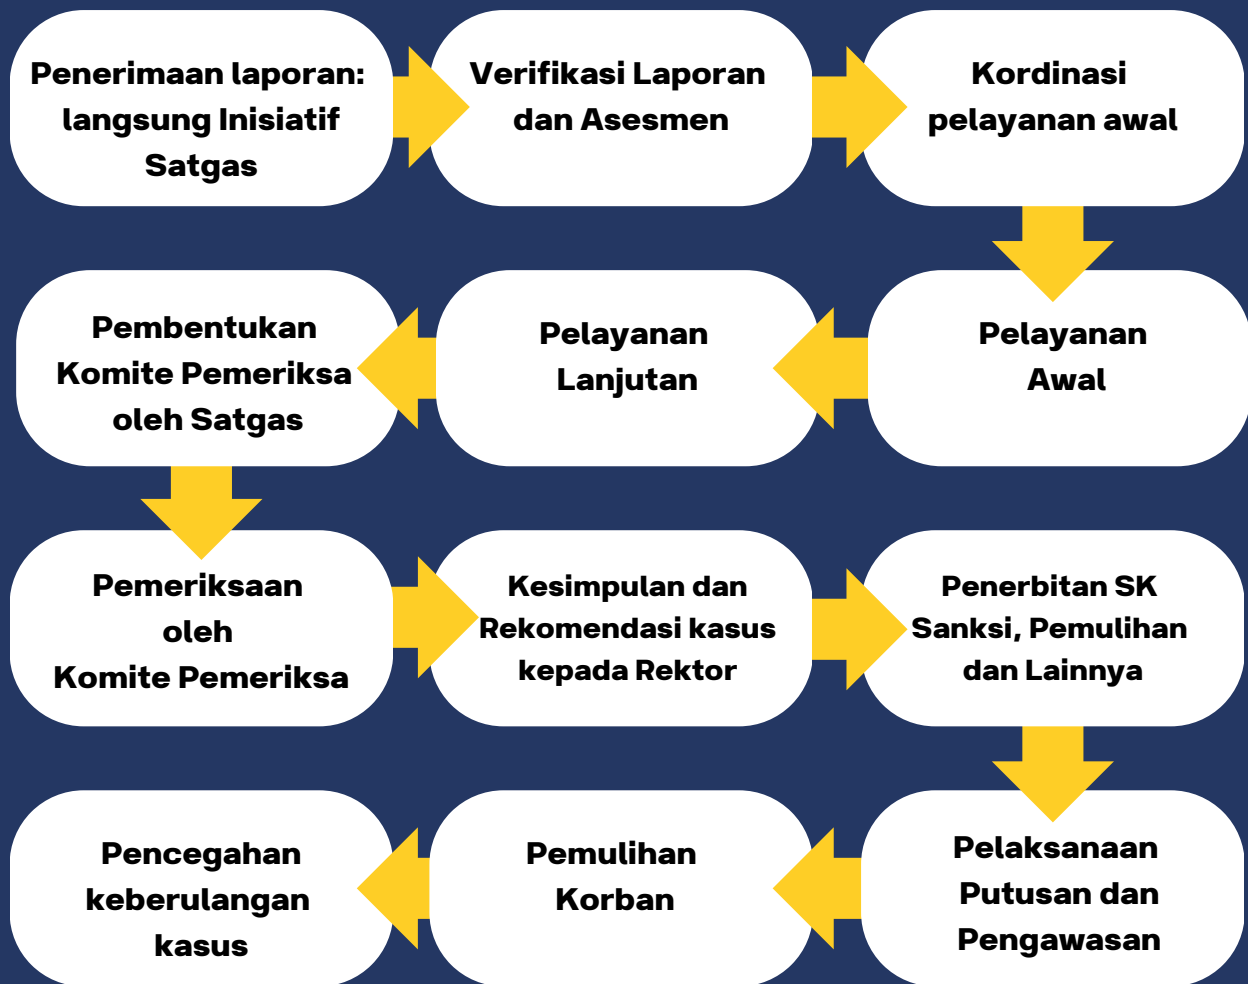 Penerimaan laporan:
langsung Inisiatif
Satgas
Verifikasi Laporan
dan Asesmen
Kordinasi
pelayanan awal
Pelayanan
Awal
Pelayanan
Lanjutan
Pembentukan
Komite Pemeriksa
oleh Satgas
Pemeriksaan
oleh
Komite Pemeriksa
Kesimpulan dan
Rekomendasi kasus
kepada Rektor
Penerbitan SK
Sanksi, Pemulihan
dan Lainnya
Pelaksanaan
Putusan dan
Pengawasan
Pemulihan
Korban
Pencegahan
keberulangan
kasus